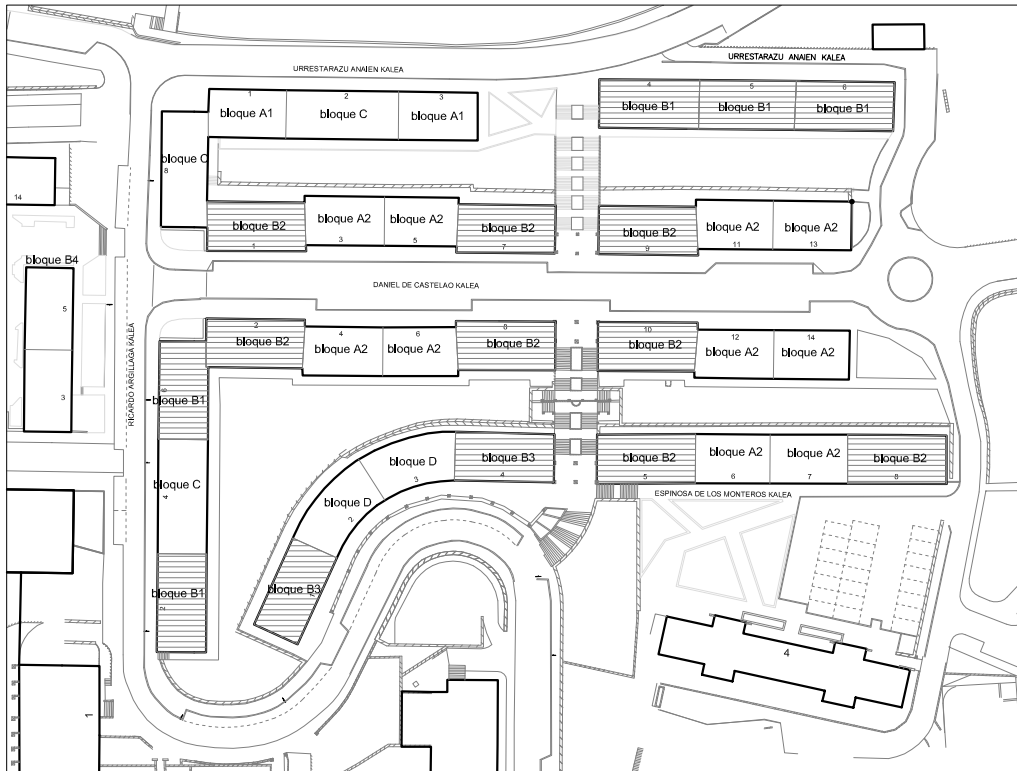 URRESTARAZU ANAIEN KALEA
URRESTARAZU ANAIEN KALEA
1
2
3
4
5
6
bloque A1
bloque C
bloque A1
bloque B1
bloque B1
bloque B1
bloque C
8
14
bloque B2
bloque A2
bloque A2
bloque B2
bloque B2
bloque A2
bloque A2
1
3
5
7
9
11
13
bloque B4
5
3
DANIEL DE CASTELAO KALEA
RICARDO ARGILLAGA KALEA
2
4
6
8
10
12
14
bloque B2
bloque A2
bloque A2
bloque B2
bloque B2
bloque A2
bloque A2
6
bloque B1
bloque C
4
bloque B1
2
bloque D
3
bloque D
2
bloque B3
4
bloque B3
bloque B2
bloque A2
bloque A2
bloque B2
5
6
7
8
ESPINOSA DE LOS MONTEROS KALEA
4
1